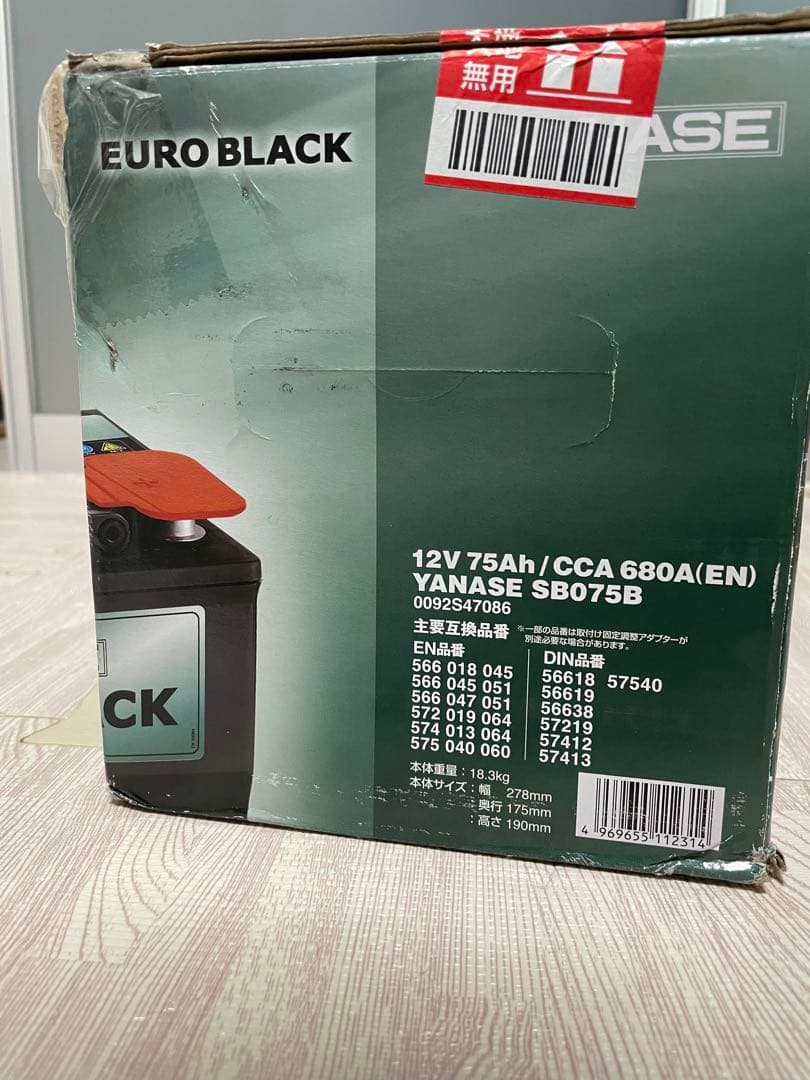 天地
無用
EURO BLACK
ASE
CK
12V 75Ah / CCA 680A(EN)
YANASE SB075B
0092S47086
主要互換品番 ※一部の品番は取付け固定調整アダプターが
別途必要な場合があります。
EN品番
566 018 045
566 045 051
566 047 051
572 019 064
574 013 064
575 040 060
DIN品番
56618 57540
56619
56638
57219
57412
57413
本体重量：18.3kg
本体サイズ：幅 278mm
：奥行 175mm
：高さ 190mm
4 969655 112314